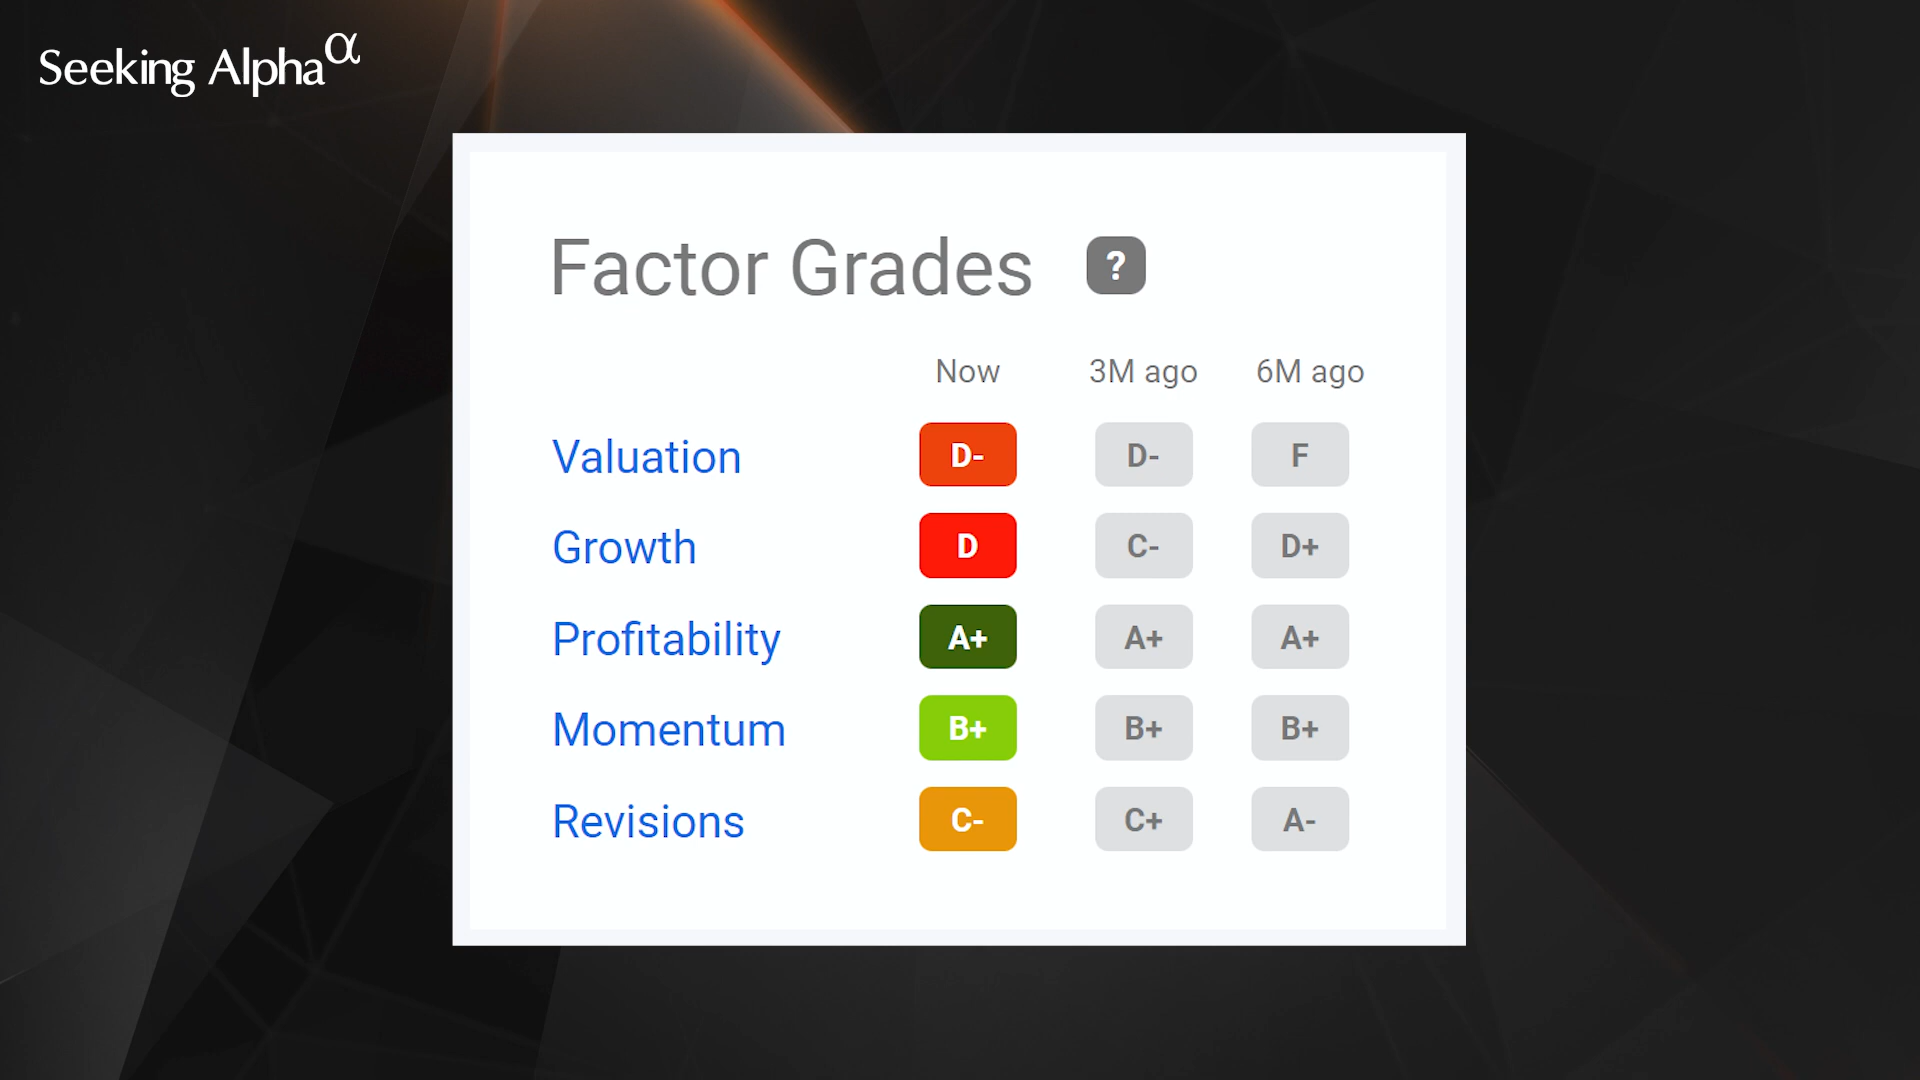 Seeking Alpha α
Factor Grades ?
Now 3M ago 6M ago
Valuation D- D- F
Growth D C- D+
Profitability A+ A+ A+
Momentum B+ B+ B+
Revisions C- C+ A-